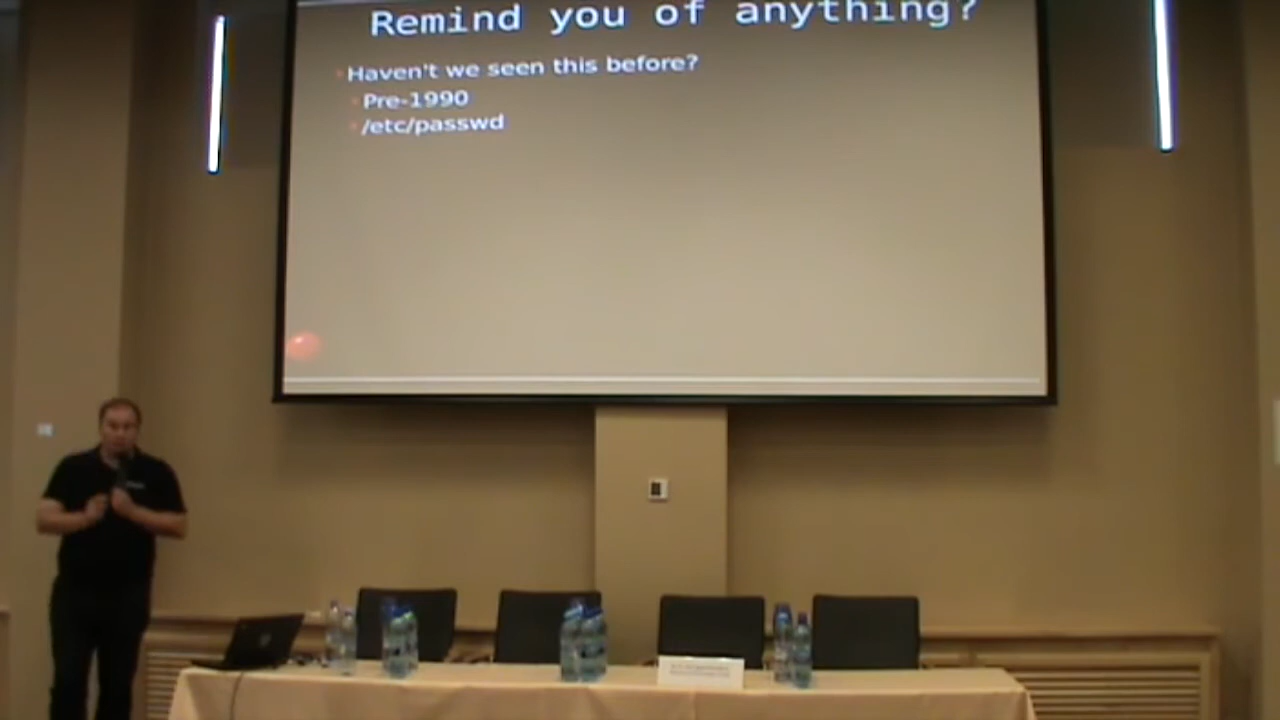 Remind you of anything?
Haven't we seen this before?
Pre-1990
/etc/passwd